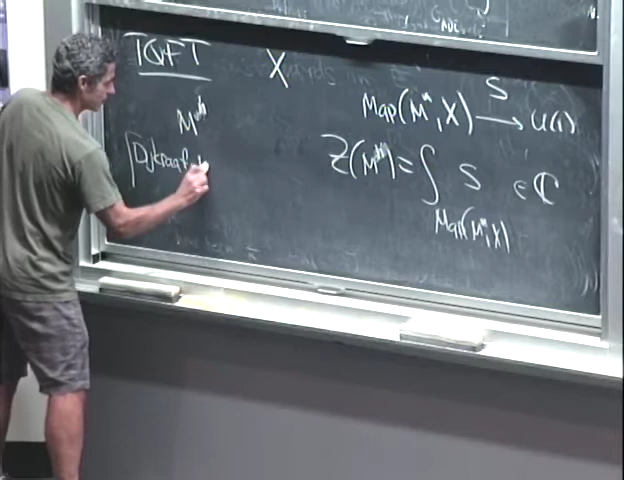 TQFT X
Map(Mⁿ, X) S→ U(1)
Mⁿ
Z(Mⁿ) = ∫ S ∈ ℂ
Map(Mⁿ, X)